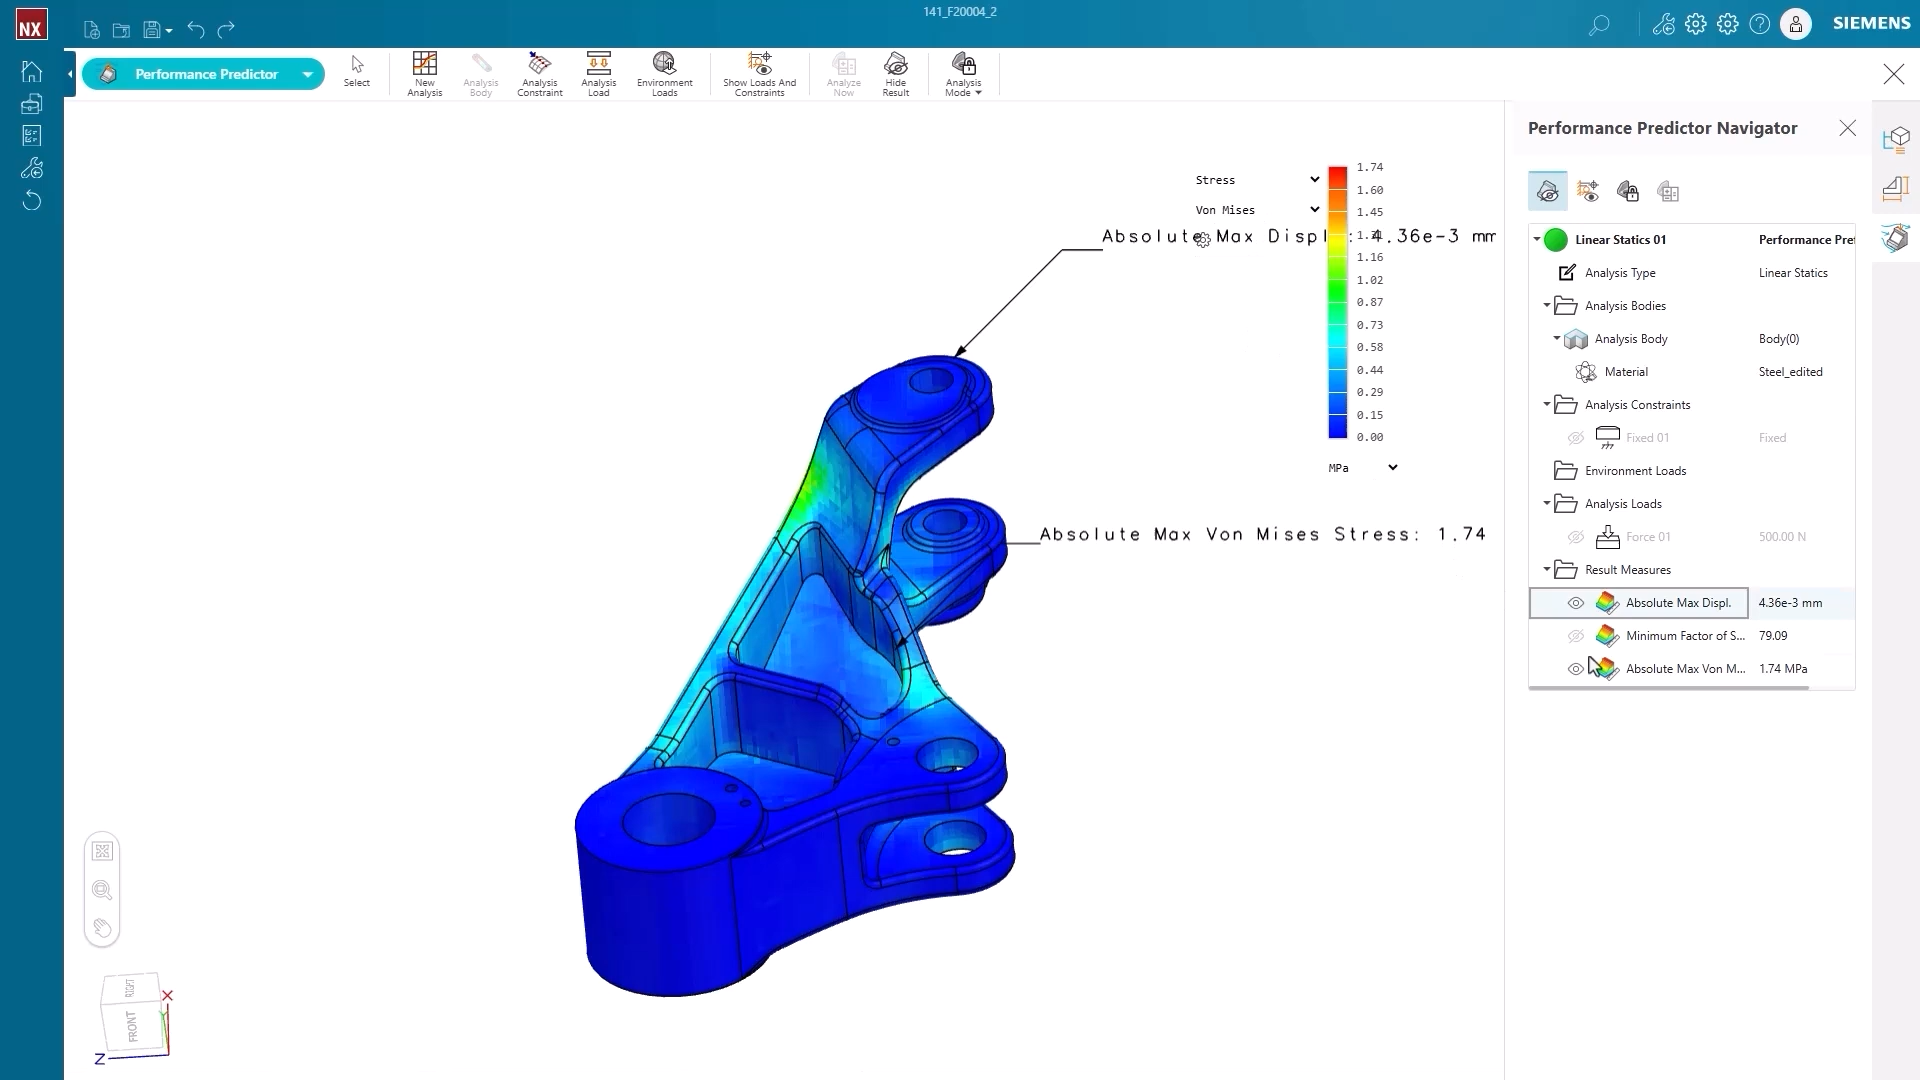 NX
141_F20004_2
SIEMENS
Performance Predictor
Select
New Analysis
Analysis Body
Analysis Constraint
Analysis Load
Environment Loads
Show Loads And Constraints
Analyze Now
Hide Result
Analysis Mode
Performance Predictor Navigator
Stress
Von Mises
1.74
1.60
1.45
1.31
1.16
1.02
0.87
0.73
0.58
0.44
0.29
0.15
0.00
MPa
Absolute Max Displ.: 4.36e-3 mm
Absolute Max Von Mises Stress: 1.74
Linear Statics 01 Performance Pre
Analysis Type Linear Statics
Analysis Bodies
Analysis Body Body(0)
Material Steel_edited
Analysis Constraints
Fixed 01 Fixed
Environment Loads
Analysis Loads
Force 01 500.00 N
Result Measures
Absolute Max Displ. 4.36e-3 mm
Minimum Factor of S... 79.09
Absolute Max Von M... 1.74 MPa
RIGHT
FRONT
X
Y
Z